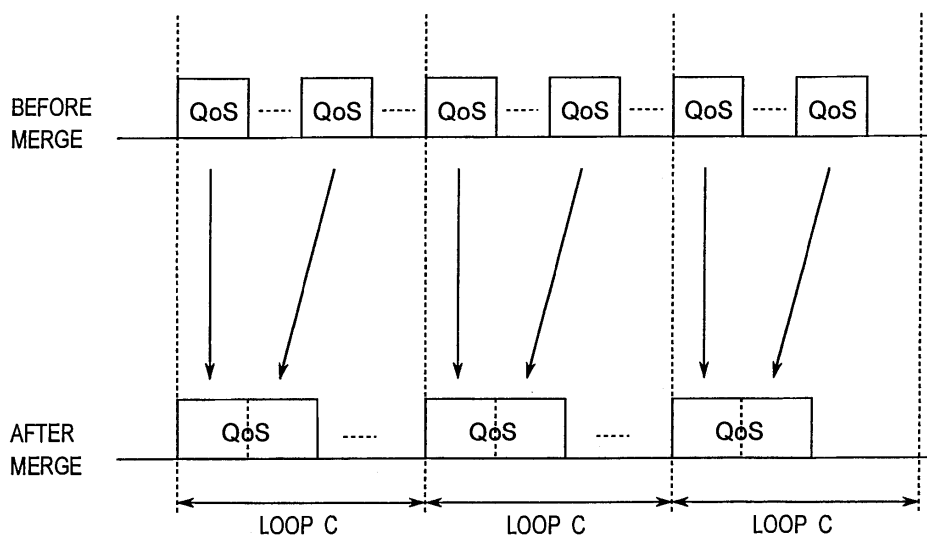 BEFORE
MERGE
QoS QoS QoS QoS QoS QoS
AFTER
MERGE
QoS QoS QoS
LOOP C LOOP C LOOP C